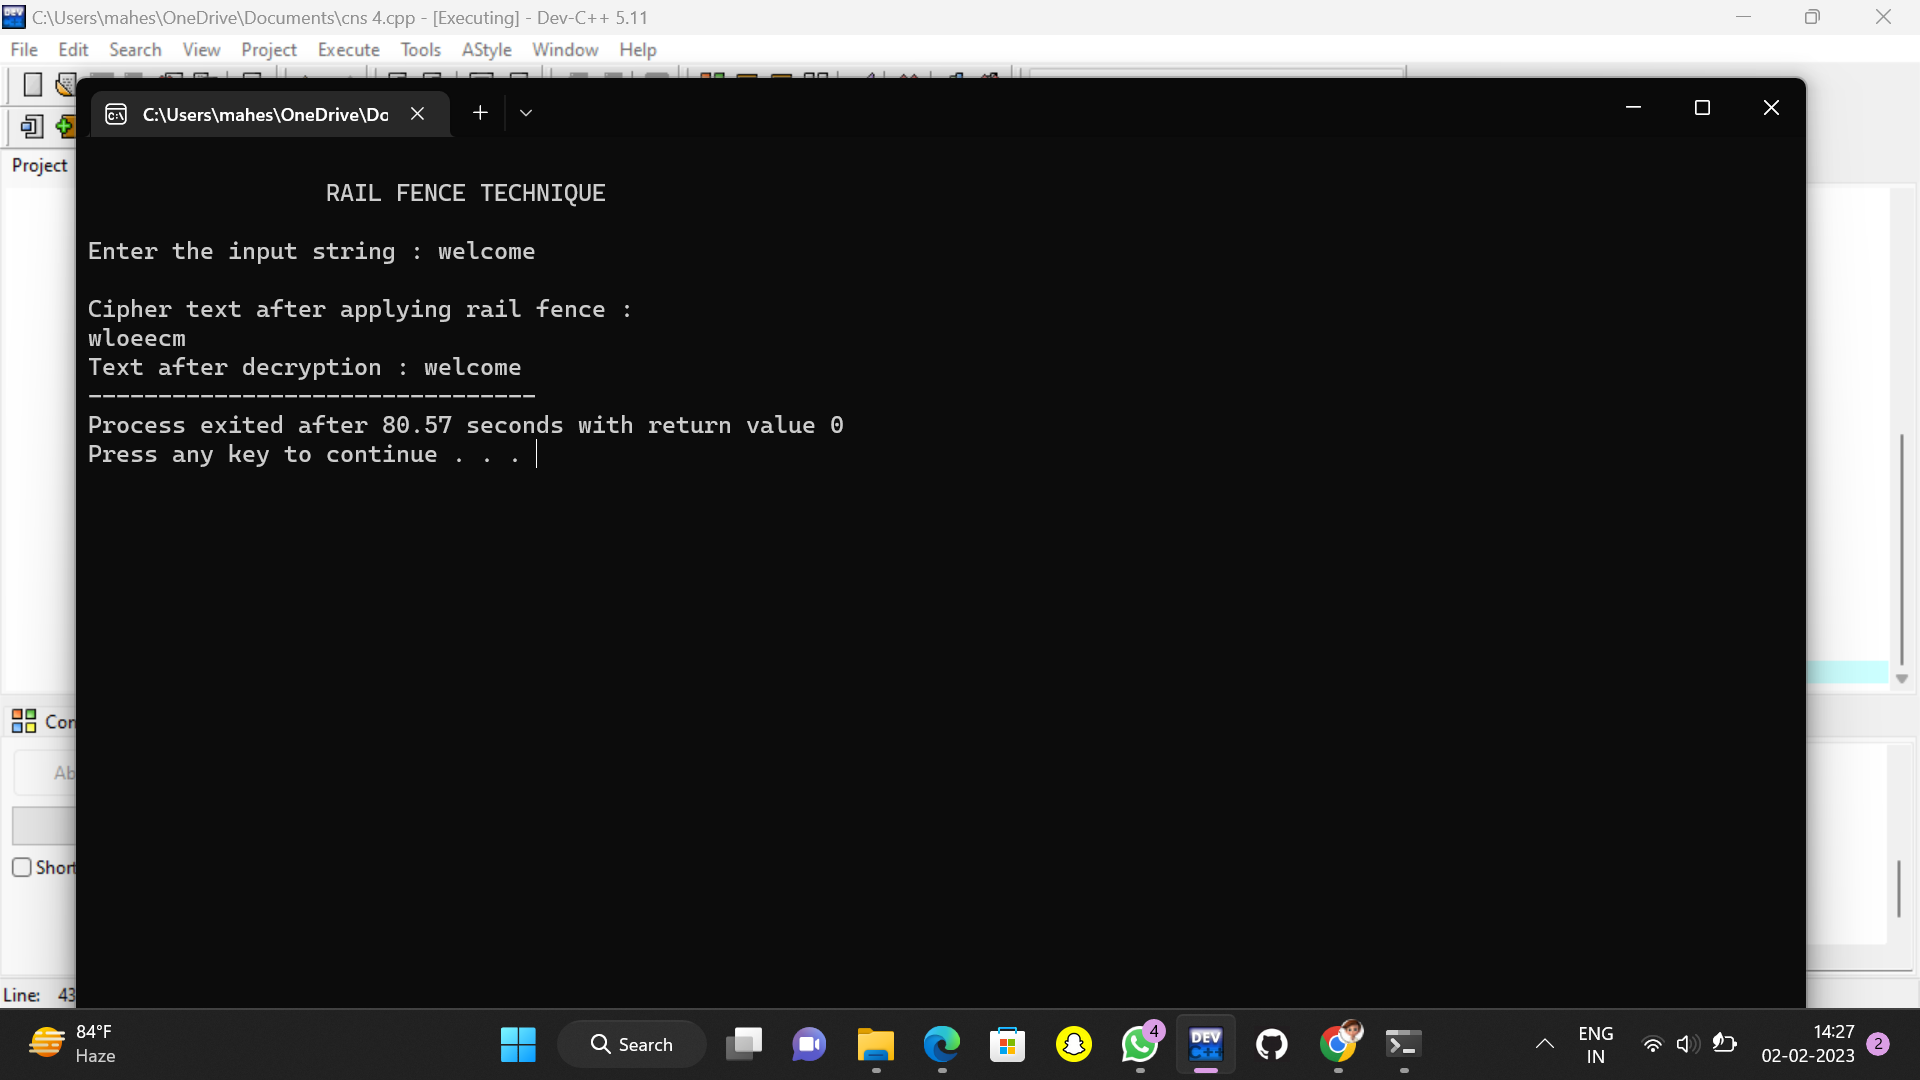 C:\Users\mahes\OneDrive\Documents\cns 4.cpp - [Executing] - Dev-C++ 5.11
File Edit Search View Project Execute Tools AStyle Window Help
C:\Users\mahes\OneDrive\Do
Project
RAIL FENCE TECHNIQUE
Enter the input string : welcome
Cipher text after applying rail fence :
wloeecm
Text after decryption : welcome
--------------------------------
Process exited after 80.57 seconds with return value 0
Press any key to continue . . .
Com
Ab
Short
Line: 43
84°F
Haze
Search
4
DEV C++
ENG
IN
14:27
02-02-2023
2